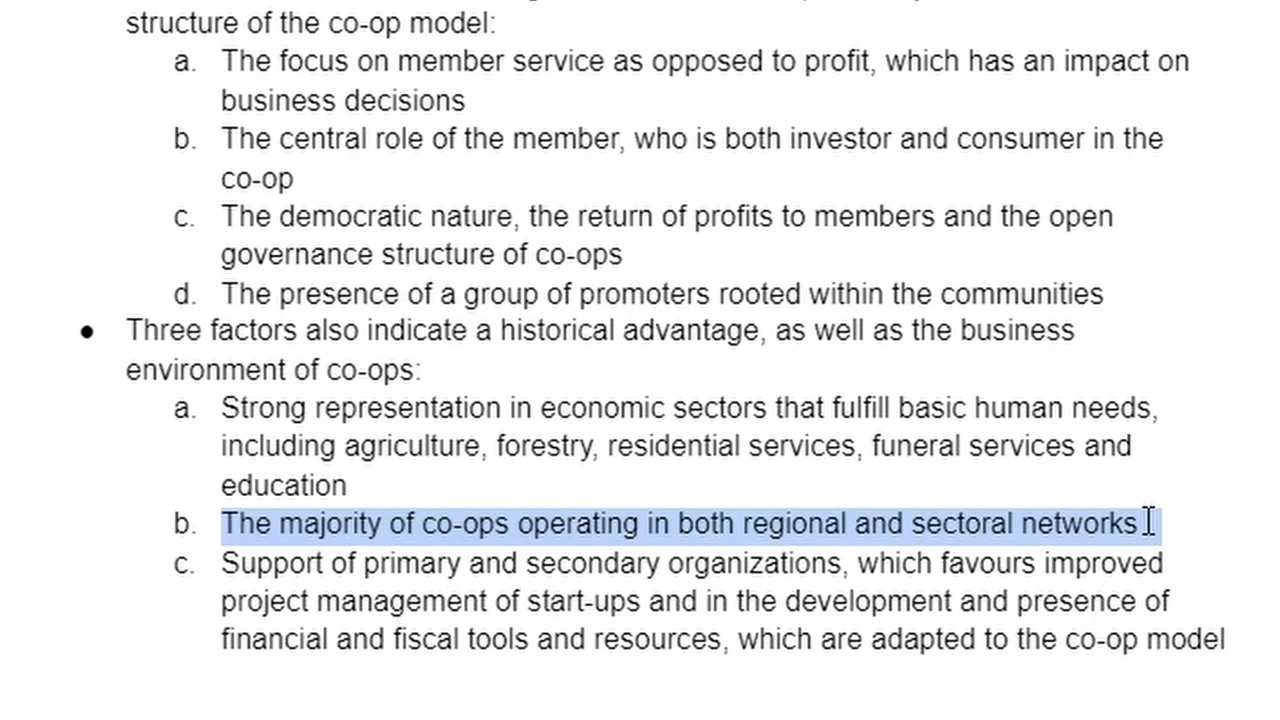 structure of the co-op model:
a. The focus on member service as opposed to profit, which has an impact on
business decisions
b. The central role of the member, who is both investor and consumer in the
co-op
c. The democratic nature, the return of profits to members and the open
governance structure of co-ops
d. The presence of a group of promoters rooted within the communities
● Three factors also indicate a historical advantage, as well as the business
environment of co-ops:
a. Strong representation in economic sectors that fulfill basic human needs,
including agriculture, forestry, residential services, funeral services and
education
b. The majority of co-ops operating in both regional and sectoral networks
c. Support of primary and secondary organizations, which favours improved
project management of start-ups and in the development and presence of
financial and fiscal tools and resources, which are adapted to the co-op model